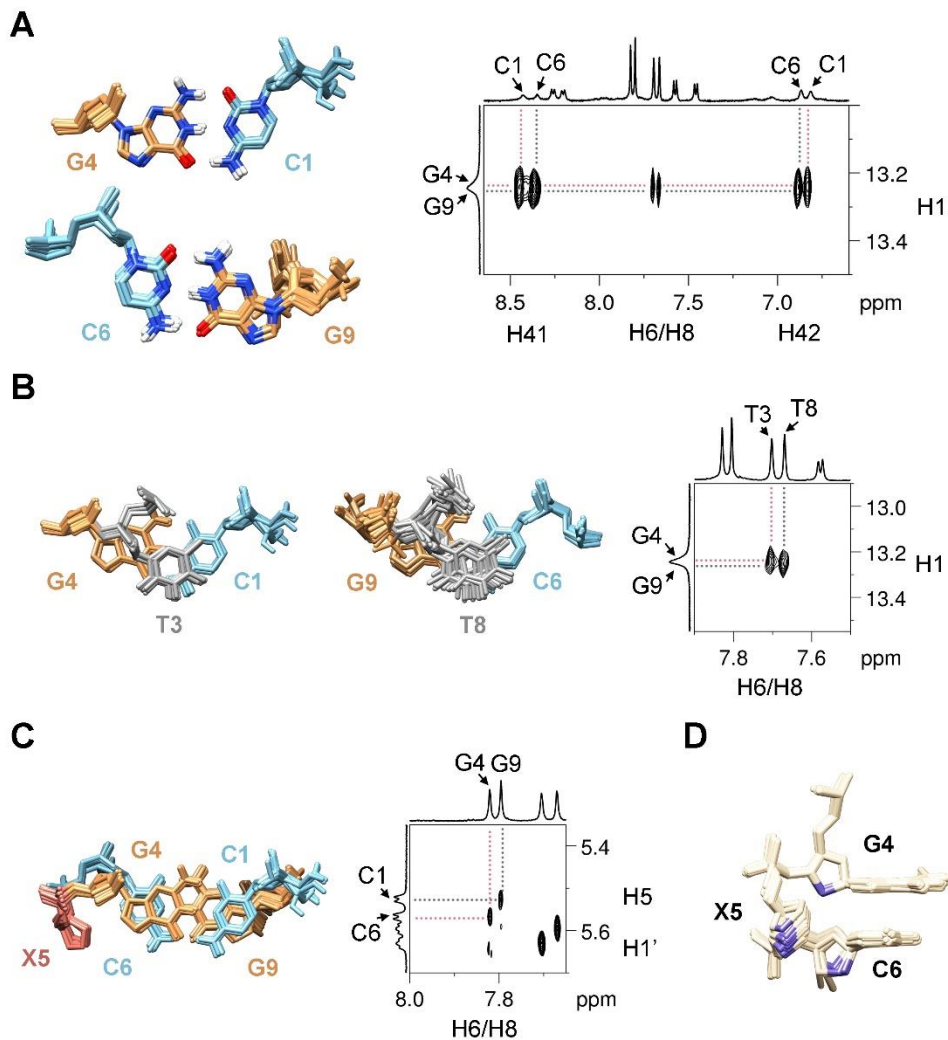 A
G4 C1
C6 G9
C1 C6 C6 C1
G4
G9
13.2
H1
13.4
8.5 8.0 7.5 7.0 ppm
H41 H6/H8 H42
B
G4 C1
T3
G9 C6
T8
T3 T8
13.0
G4
13.2 H1
G9
13.4
7.8 7.6 ppm
H6/H8
C
G4 C1
X5
C6 G9
G4 G9
5.4
C1
H5
C6
5.6
H1'
8.0 7.8 ppm
H6/H8
D
G4
X5
C6